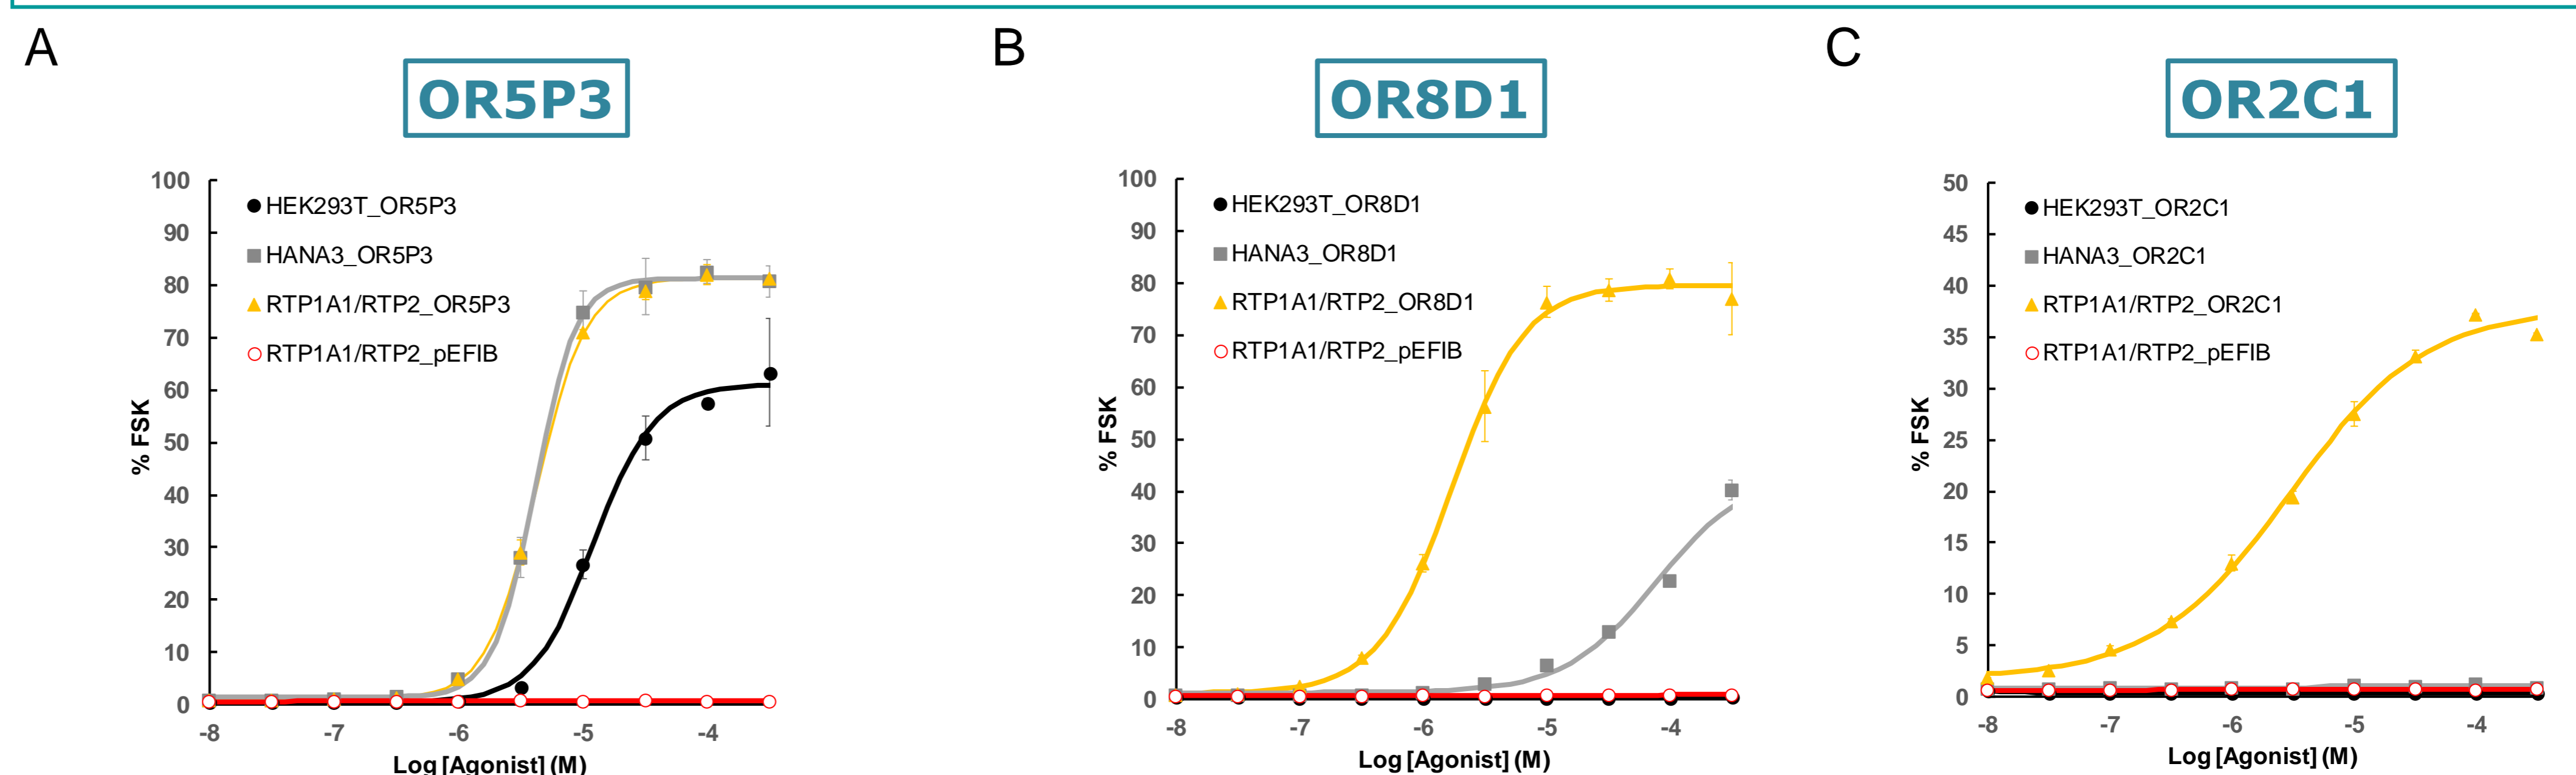 A
OR5P3
100
90
80
70
60
50
40
30
20
10
0
% FSK
HEK293T_OR5P3
HANA3_OR5P3
RTP1A1/RTP2_OR5P3
RTP1A1/RTP2_pEFIB
-8 -7 -6 -5 -4
Log [Agonist] (M)
B
OR8D1
100
90
80
70
60
50
40
30
20
10
0
% FSK
HEK293T_OR8D1
HANA3_OR8D1
RTP1A1/RTP2_OR8D1
RTP1A1/RTP2_pEFIB
-8 -7 -6 -5 -4
Log [Agonist] (M)
C
OR2C1
50
45
40
35
30
25
20
15
10
5
0
% FSK
HEK293T_OR2C1
HANA3_OR2C1
RTP1A1/RTP2_OR2C1
RTP1A1/RTP2_pEFIB
-8 -7 -6 -5 -4
Log [Agonist] (M)